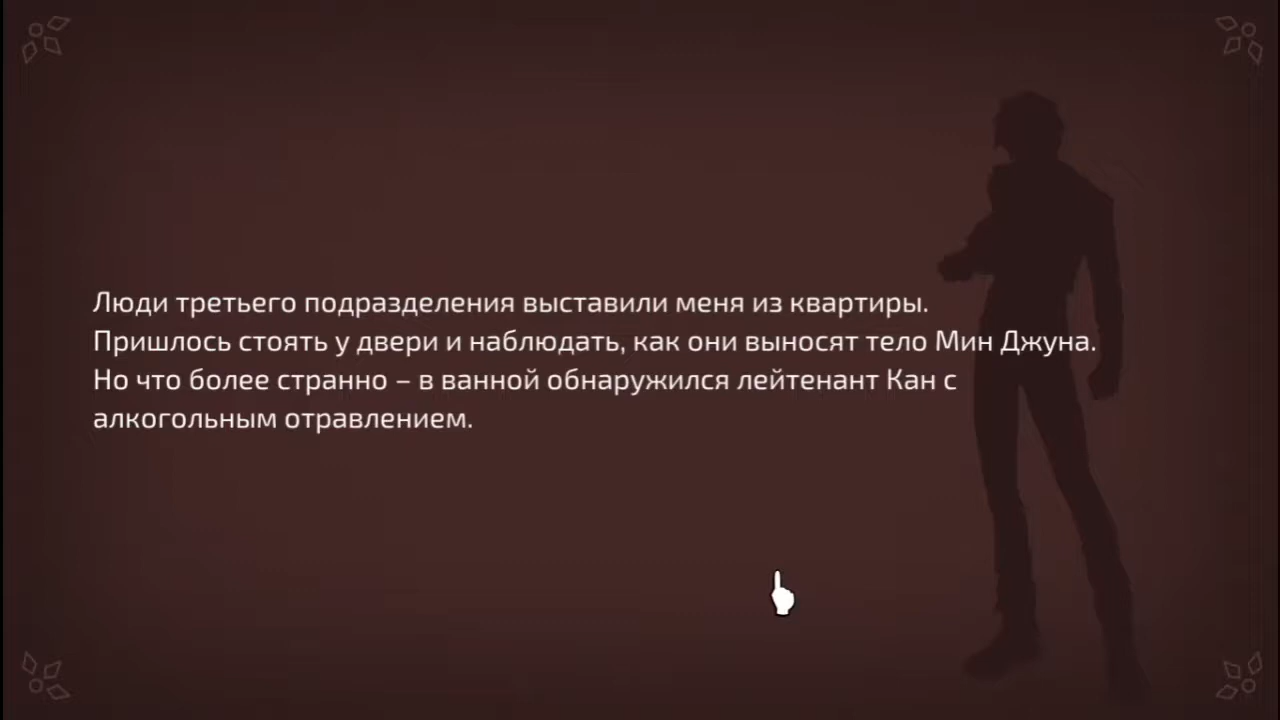 Люди третьего подразделения выставили меня из квартиры.
Пришлось стоять у двери и наблюдать, как они выносят тело Мин Джуна.
Но что более странно – в ванной обнаружился лейтенант Кан с
алкогольным отравлением.